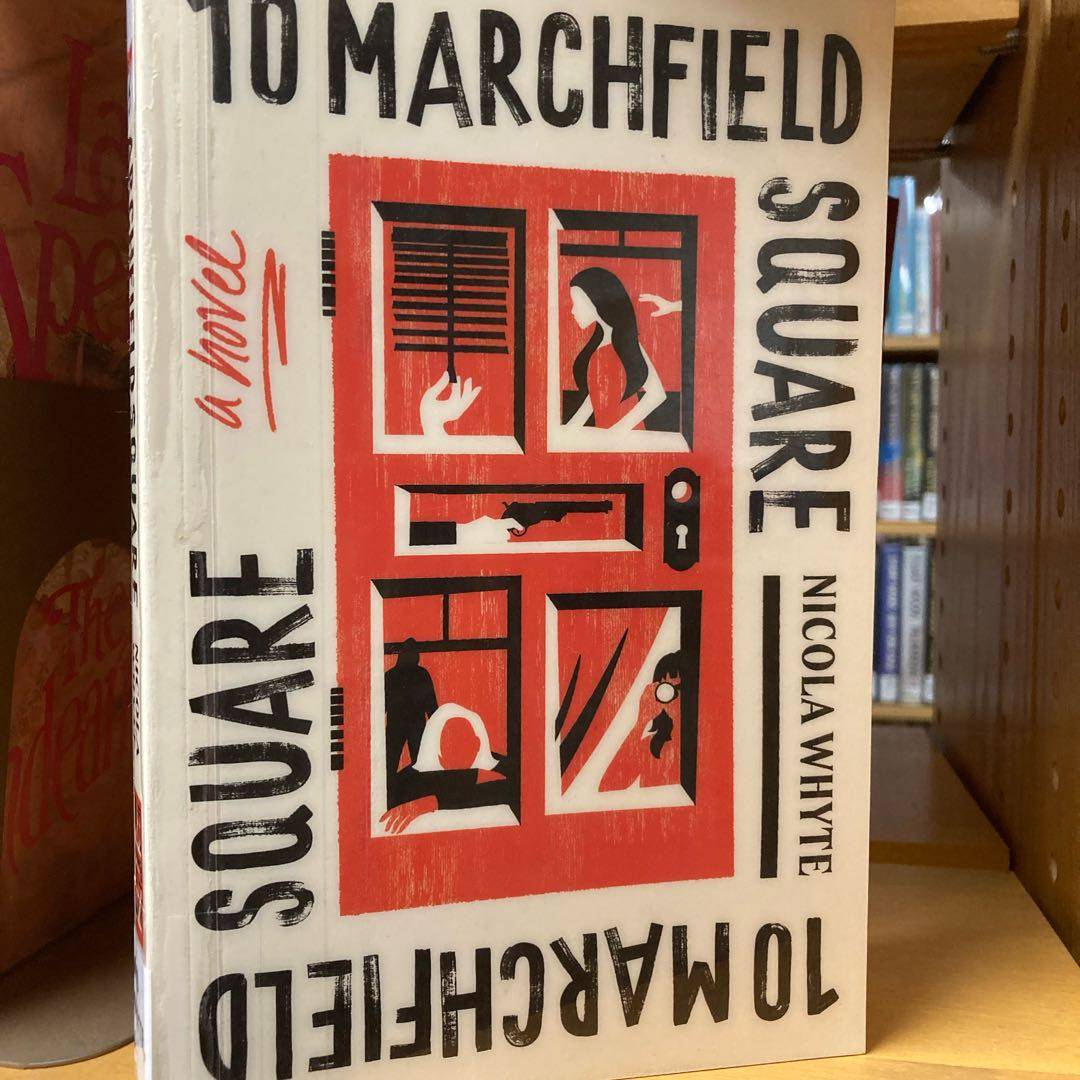 10 MARCHFIELD
SQUARE
NICOLA WHYTE
10 MARCHFIELD
SQUARE
a novel